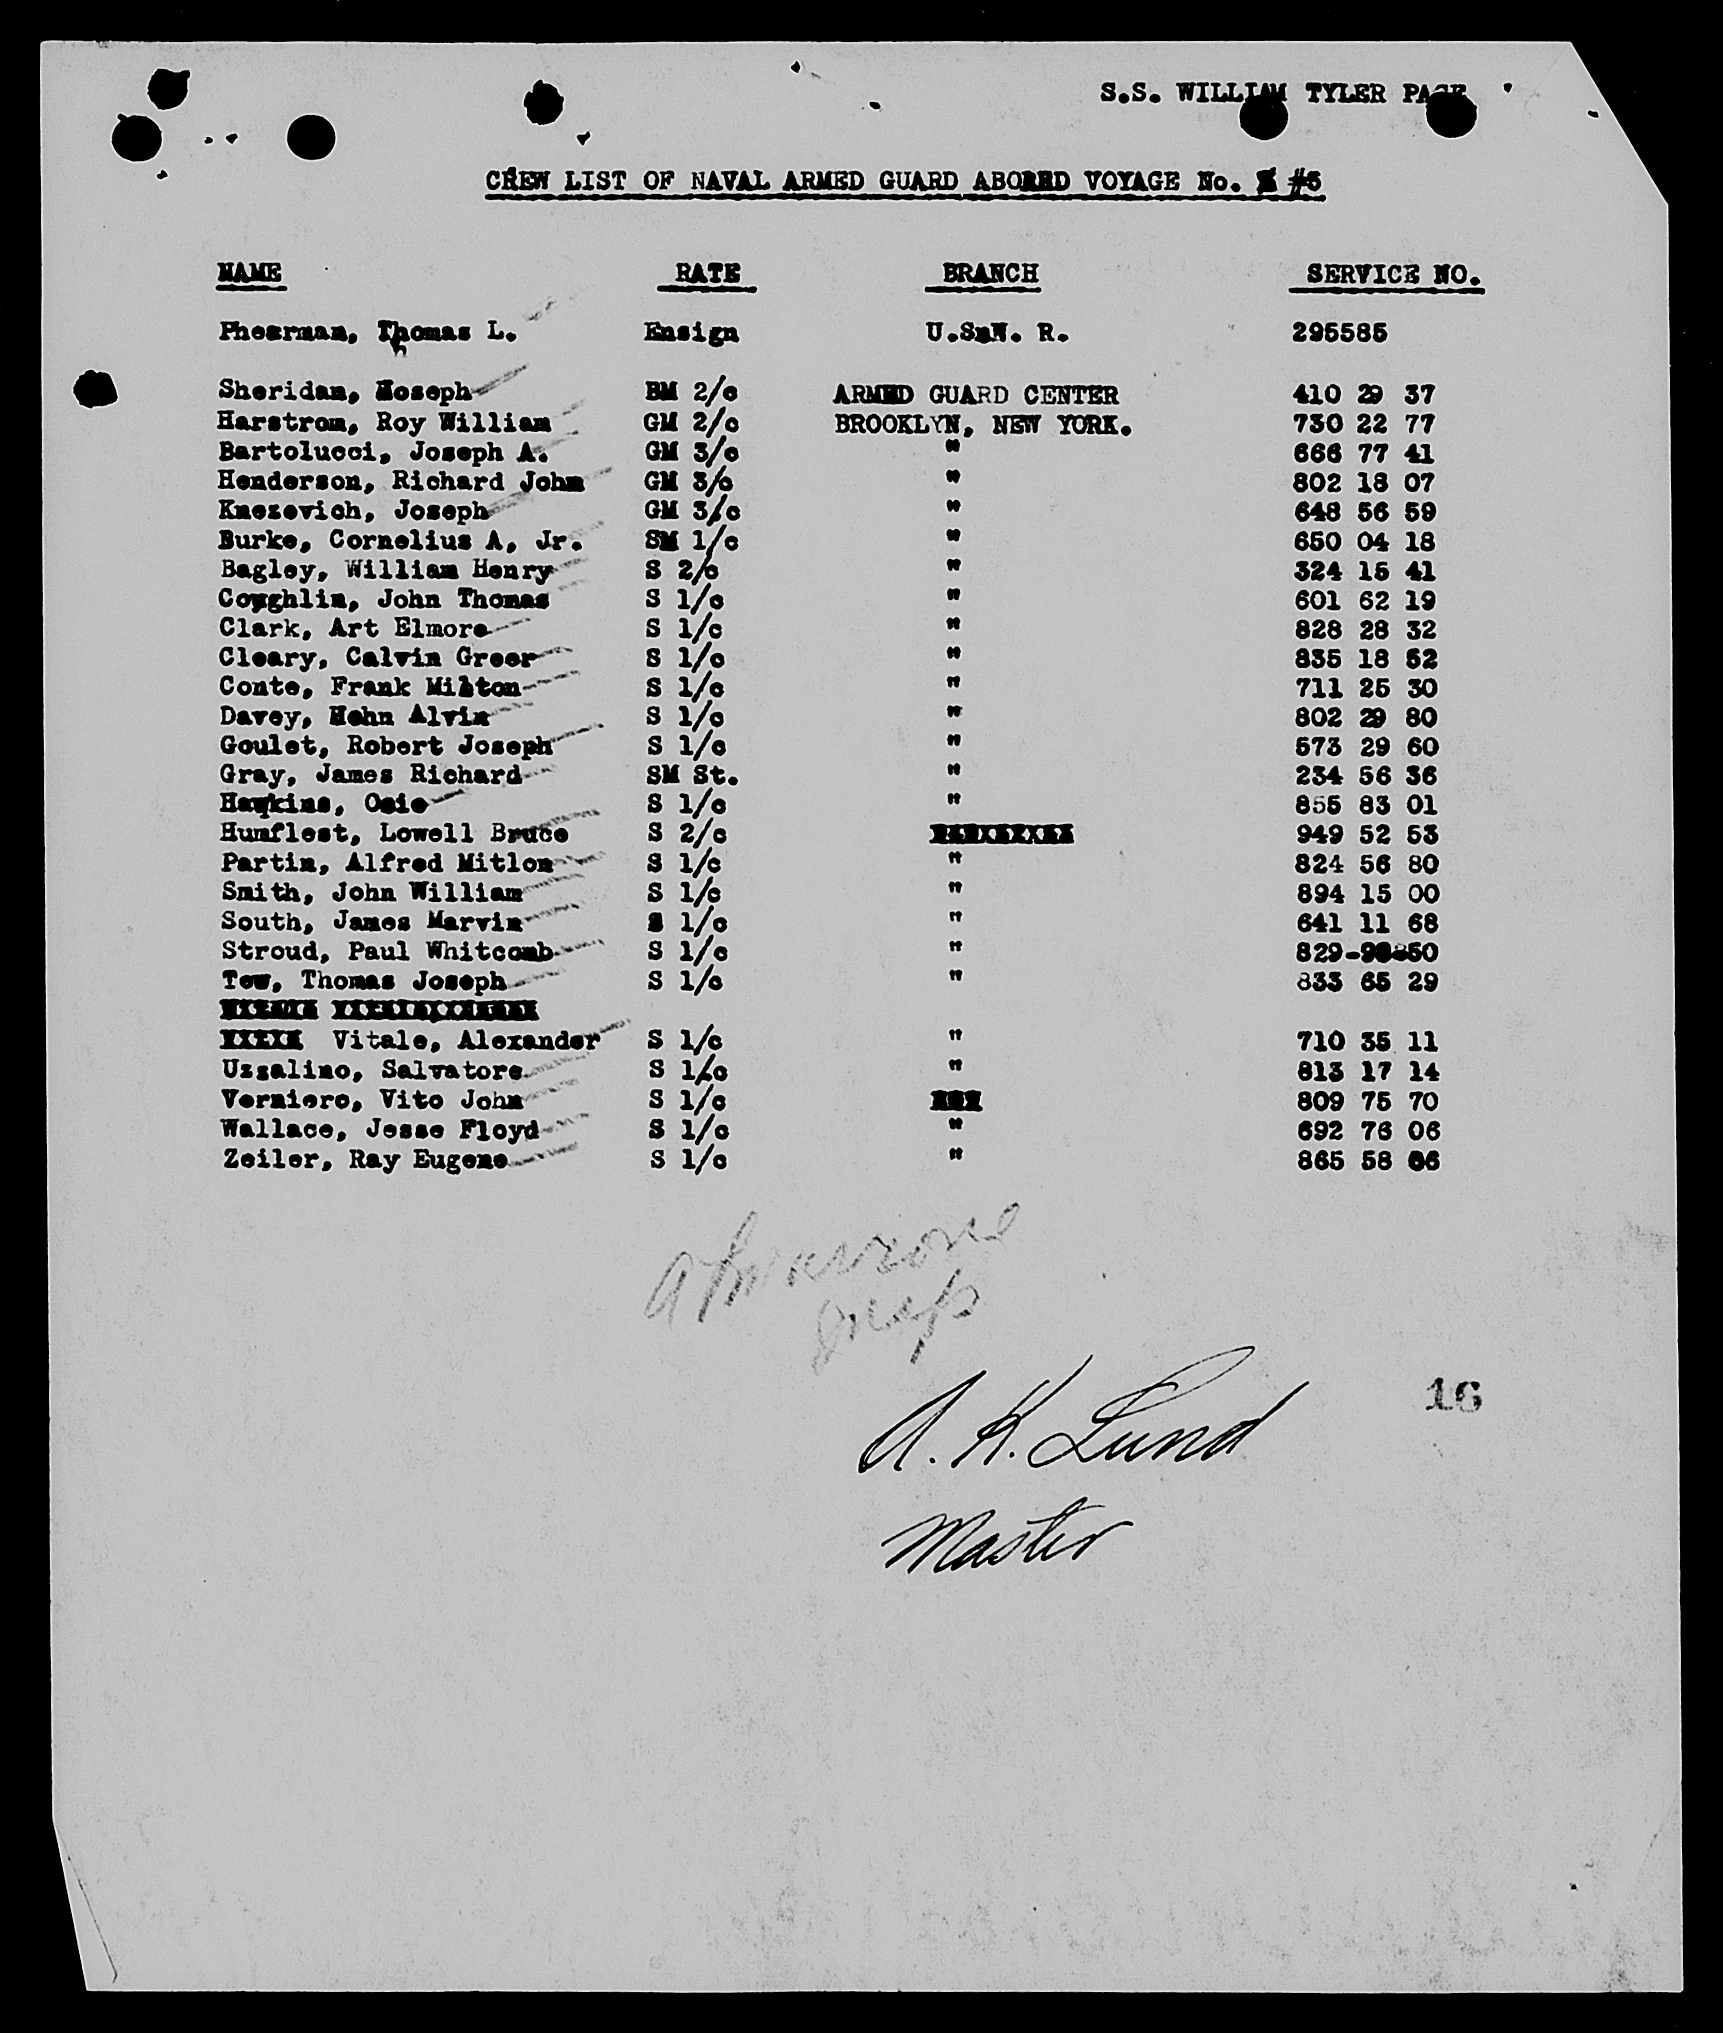 S.S. WILLIAM TYLER PAGE
CREW LIST OF NAVAL ARMED GUARD ABORRD VOYAGE No. #5
NAME RATE BRANCH SERVICE NO.
Phearman, Thomas L. Ensign U.S.N. R. 295585
Sheridan, Hoseph BM 2/c ARMED GUARD CENTER 410 29 37
Harstrom, Roy William GM 2/c BROOKLYN, NEW YORK. 730 22 77
Bartolucci, Joseph A. GM 3/c " 666 77 41
Henderson, Richard John GM 3/c " 802 18 07
Knezevich, Joseph GM 3/c " 648 56 59
Burke, Cornelius A, Jr. SM 1/c " 650 04 18
Bagley, William Henry S 2/c " 324 15 41
Coughlin, John Thomas S 1/c " 601 62 19
Clark, Art Elmore S 1/c " 828 28 32
Cleary, Calvin Greer S 1/c " 835 18 52
Conte, Frank Milton S 1/c " 711 25 30
Davey, Hohn Alvin S 1/c " 802 29 80
Goulet, Robert Joseph S 1/c " 573 29 60
Gray, James Richard SM St. " 234 56 36
Hawkins, Osie S 1/c " 855 83 01
Humflest, Lowell Bruce S 2/c 949 52 53
Partin, Alfred Mitlon S 1/c " 824 56 80
Smith, John William S 1/c " 894 15 00
South, James Marvin S 1/c " 641 11 68
Stroud, Paul Whitcomb S 1/c " 829
Tew, Thomas Joseph S 1/c " 833 65 29
Vitale, Alexander S 1/c " 710 35 11
Uzzalino, Salvatore S 1/c " 813 17 14
Verniero, Vito John S 1/c 809 75 70
Wallace, Jesse Floyd S 1/c " 692 76 06
Zeiler, Ray Eugene S 1/c " 865 58 66
Insp
A. K. Lund
16
Master